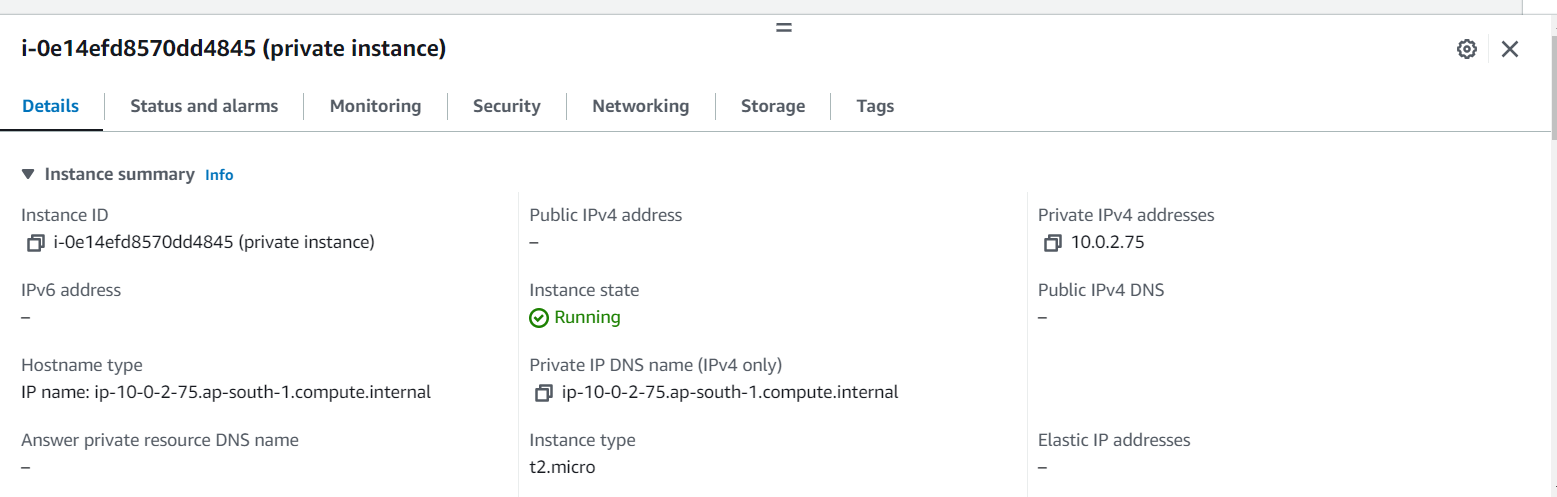 i-0e14efd8570dd4845 (private instance)
Details Status and alarms Monitoring Security Networking Storage Tags
Instance summary Info
Instance ID Public IPv4 address Private IPv4 addresses
i-0e14efd8570dd4845 (private instance) – 10.0.2.75
IPv6 address Instance state Public IPv4 DNS
– Running –
Hostname type Private IP DNS name (IPv4 only)
IP name: ip-10-0-2-75.ap-south-1.compute.internal ip-10-0-2-75.ap-south-1.compute.internal
Answer private resource DNS name Instance type Elastic IP addresses
– t2.micro –